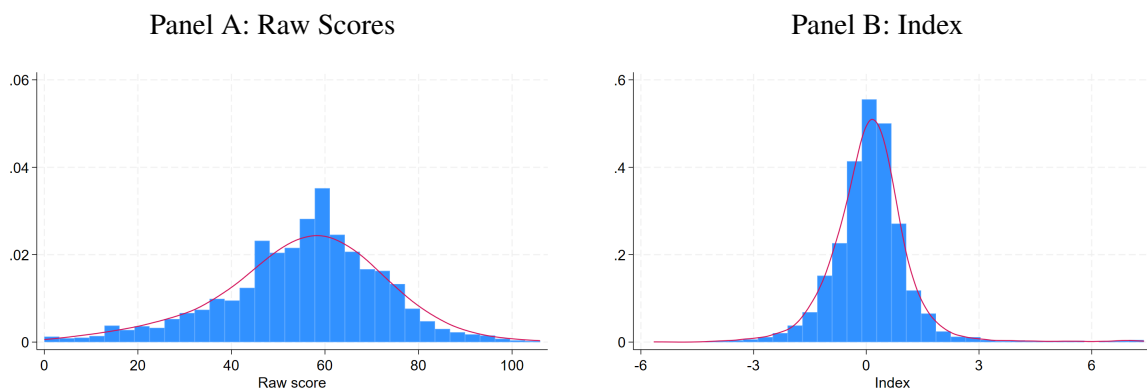 Panel A: Raw Scores
.06
.04
.02
0
0 20 40 60 80 100
Raw score
Panel B: Index
.6
.4
.2
0
-6 -3 0 3 6
Index